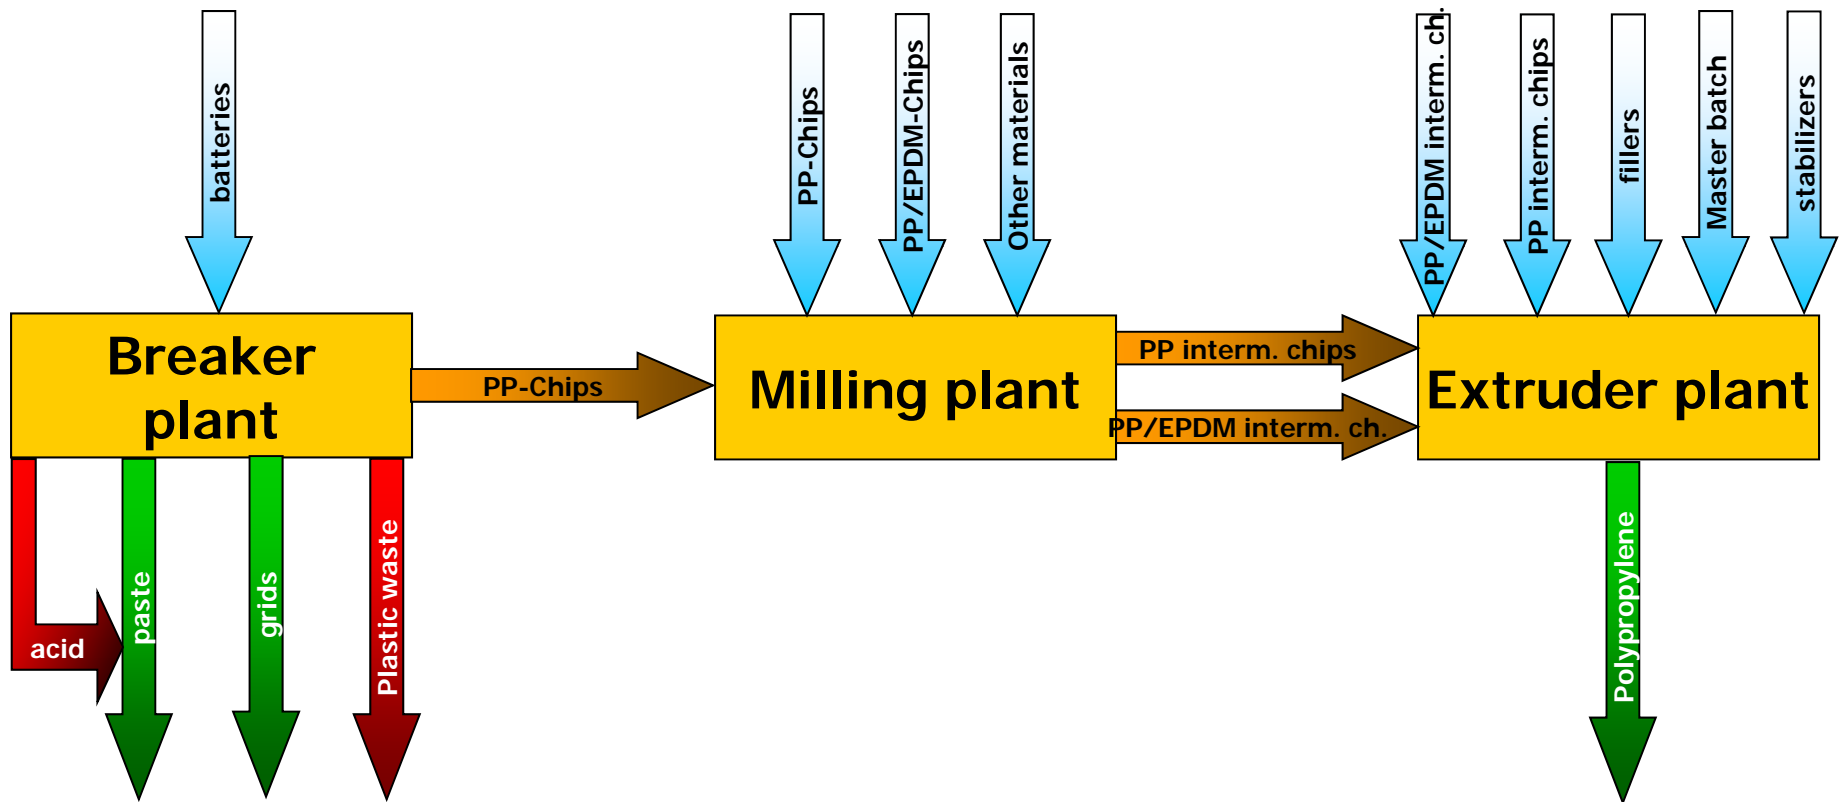 batteries
PP-Chips
PP/EPDM-Chips
Other materials
PP/EPDM interm. ch.
PP interm. chips
fillers
Master batch
stabilizers
Breaker
plant
PP-Chips
Milling plant
PP interm. chips
PP/EPDM interm. ch.
Extruder plant
acid
paste
grids
Plastic waste
Polypropylene